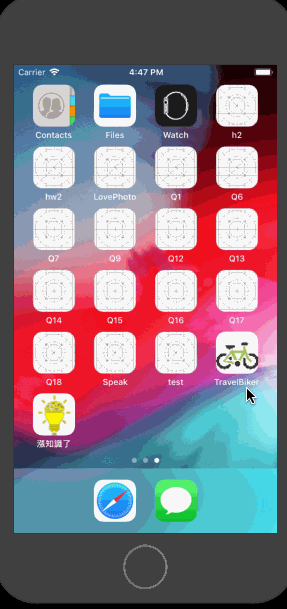 Carrier 4:47 PM
Contacts Files Watch h2
hw2 LovePhoto Q1 Q6
Q7 Q9 Q12 Q13
Q14 Q15 Q16 Q17
Q18 Speak test TravelBiker
漲知識了